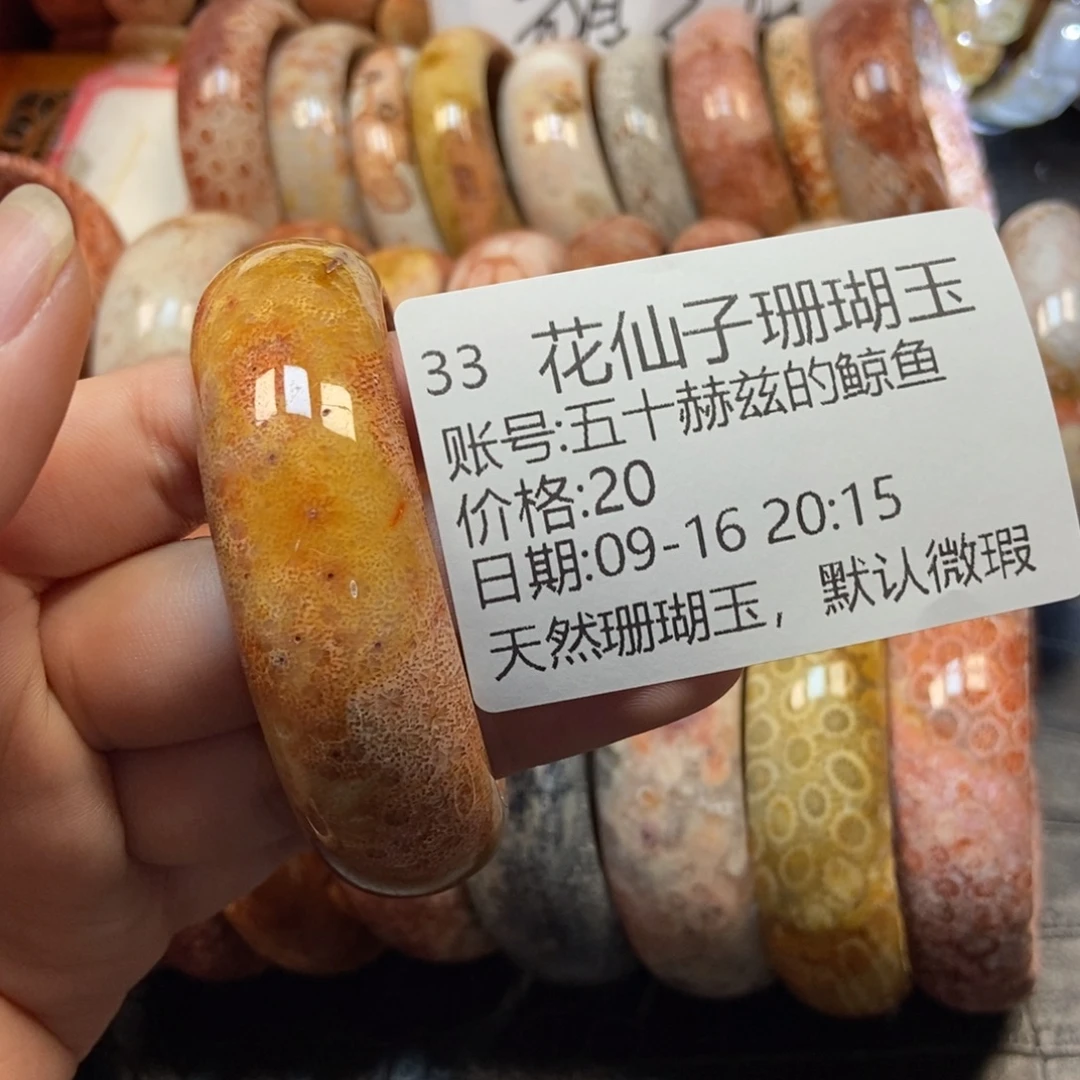 33 花仙子珊瑚玉
账号:五十赫兹的鲸鱼
价格:20
日期:09-16 20:15
天然珊瑚玉，默认微瑕